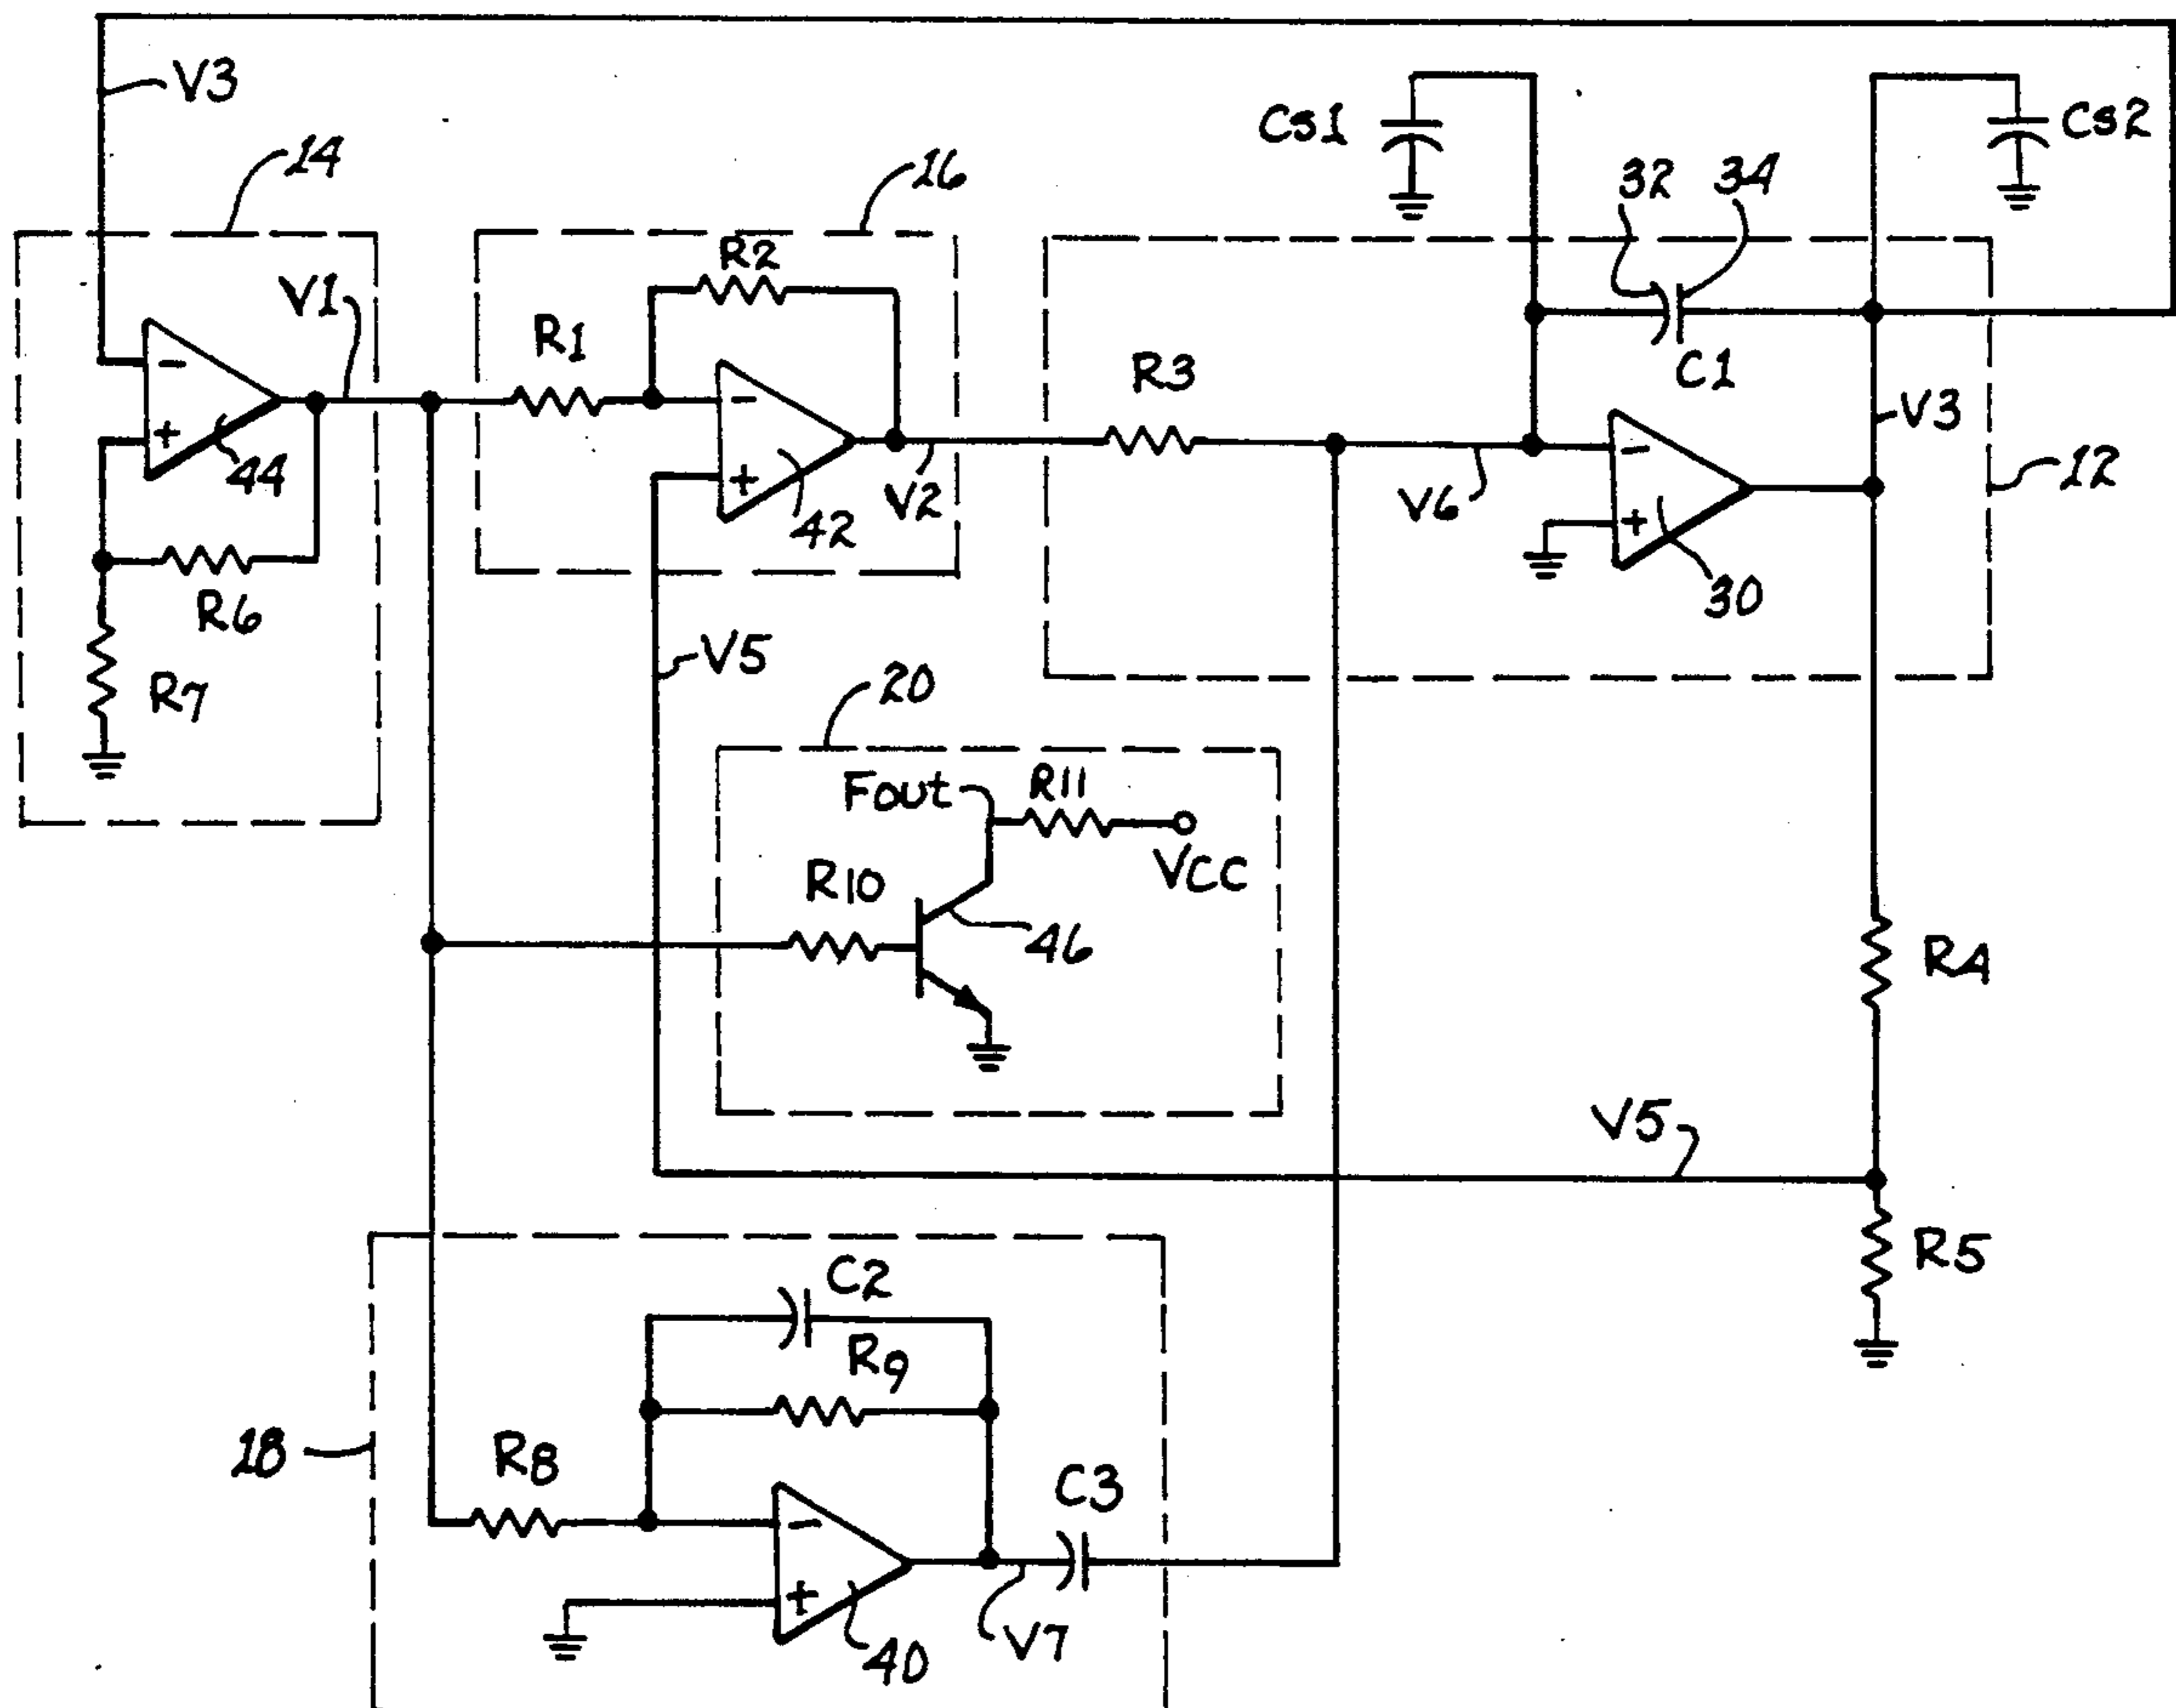 V3
14
16
Cs1
Cs2
32
34
V1
R2
R1
R3
C1
V3
-
+
44
-
+
42
V2
V6
-
+
30
12
R6
R7
V5
20
Fout
R11
VCC
R10
46
R4
V5
R5
C2
R9
18
R8
C3
-
+
40
V7